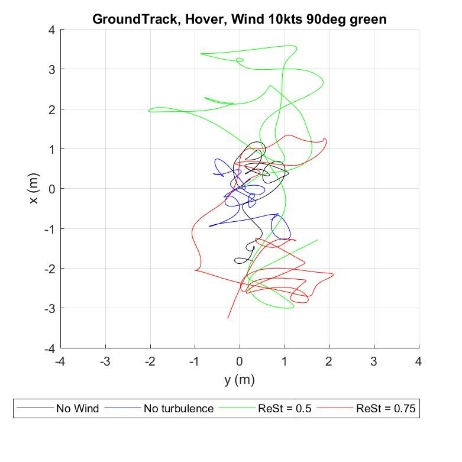 GroundTrack, Hover, Wind 10kts 90deg green
4
3
2
1
0
-1
-2
-3
-4
x (m)
-4 -3 -2 -1 0 1 2 3 4
y (m)
No Wind No turbulence ReSt = 0.5 ReSt = 0.75